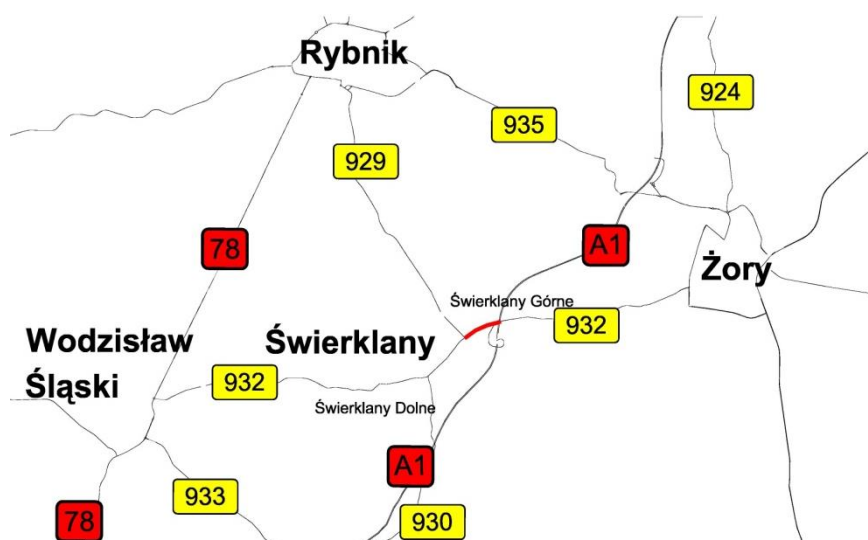 Rybnik
924
935
929
78
A1
Żory
Świerklany Górne
Wodzisław
Śląski
Świerklany
932
932
Świerklany Dolne
A1
933
78
930